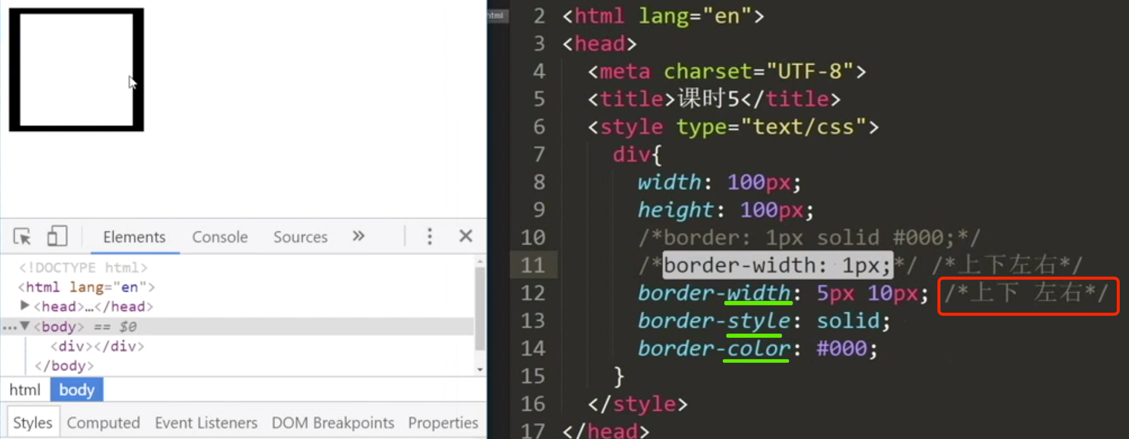 html
2 <html lang="en">
3 <head>
4 <meta charset="UTF-8">
5 <title>课时5</title>
6 <style type="text/css">
7 div{
8 width: 100px;
9 height: 100px;
10 /*border: 1px solid #000;*/
11 /*border-width: 1px;*/ /*上下左右*/
12 border-width: 5px 10px; /*上下 左右*/
13 border-style: solid;
14 border-color: #000;
15 }
16 </style>
17 </head>
Elements Console Sources »
<!DOCTYPE html>
<html lang="en">
▶<head>…</head>
…▼<body> == $0
<div></div>
</body>
html body
Styles Computed Event Listeners DOM Breakpoints Properties